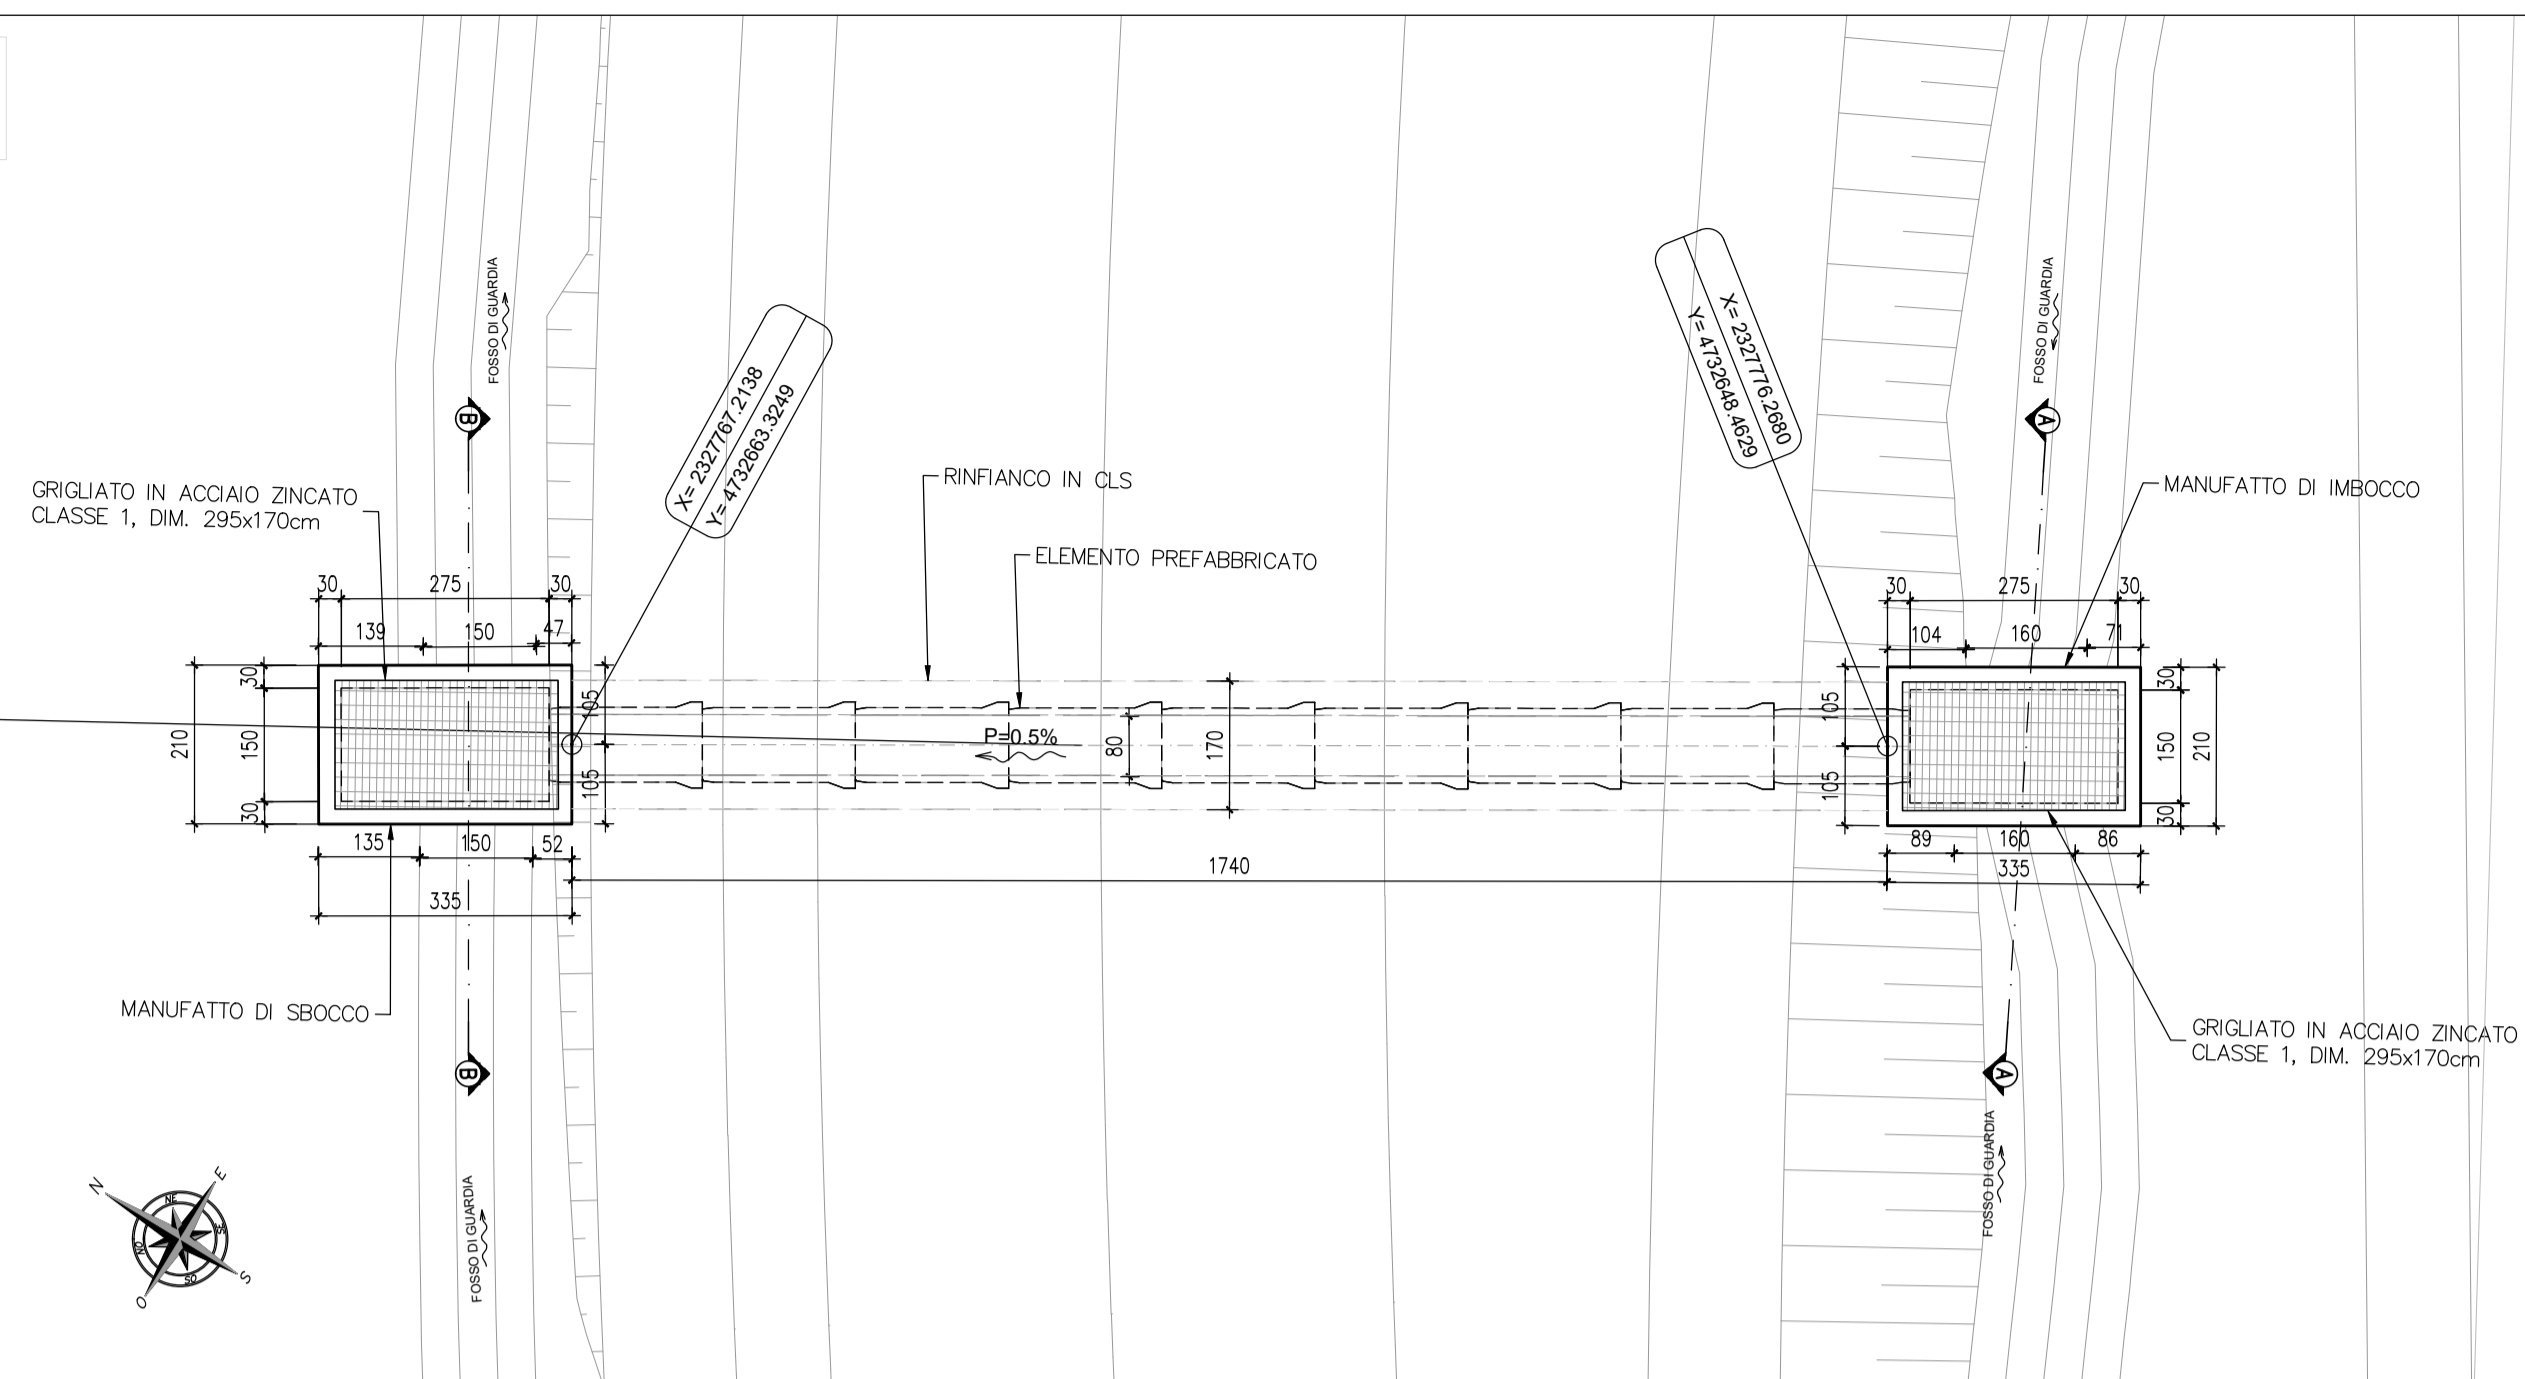 FOSSO DI GUARDIA
FOSSO DI GUARDIA
X= 2327767.2138
Y= 4732663.3249
X= 2327776.2680
Y= 4732648.4629
B
A
RINFIANCO IN CLS
MANUFATTO DI IMBOCCO
GRIGLIATO IN ACCIAIO ZINCATO
CLASSE 1, DIM. 295x170cm
ELEMENTO PREFABBRICATO
30 275 30
30 275 30
139 150 47
104 160 71
210
30
150
30
105
105
P=0.5%
80
170
105
105
30
150
30
210
135 150 52
89 160 86
1740
335
335
MANUFATTO DI SBOCCO
GRIGLIATO IN ACCIAIO ZINCATO
CLASSE 1, DIM. 295x170cm
B
A
FOSSO DI GUARDIA
FOSSO DI GUARDIA
N
E
NE
SE
NO
SO
S
O